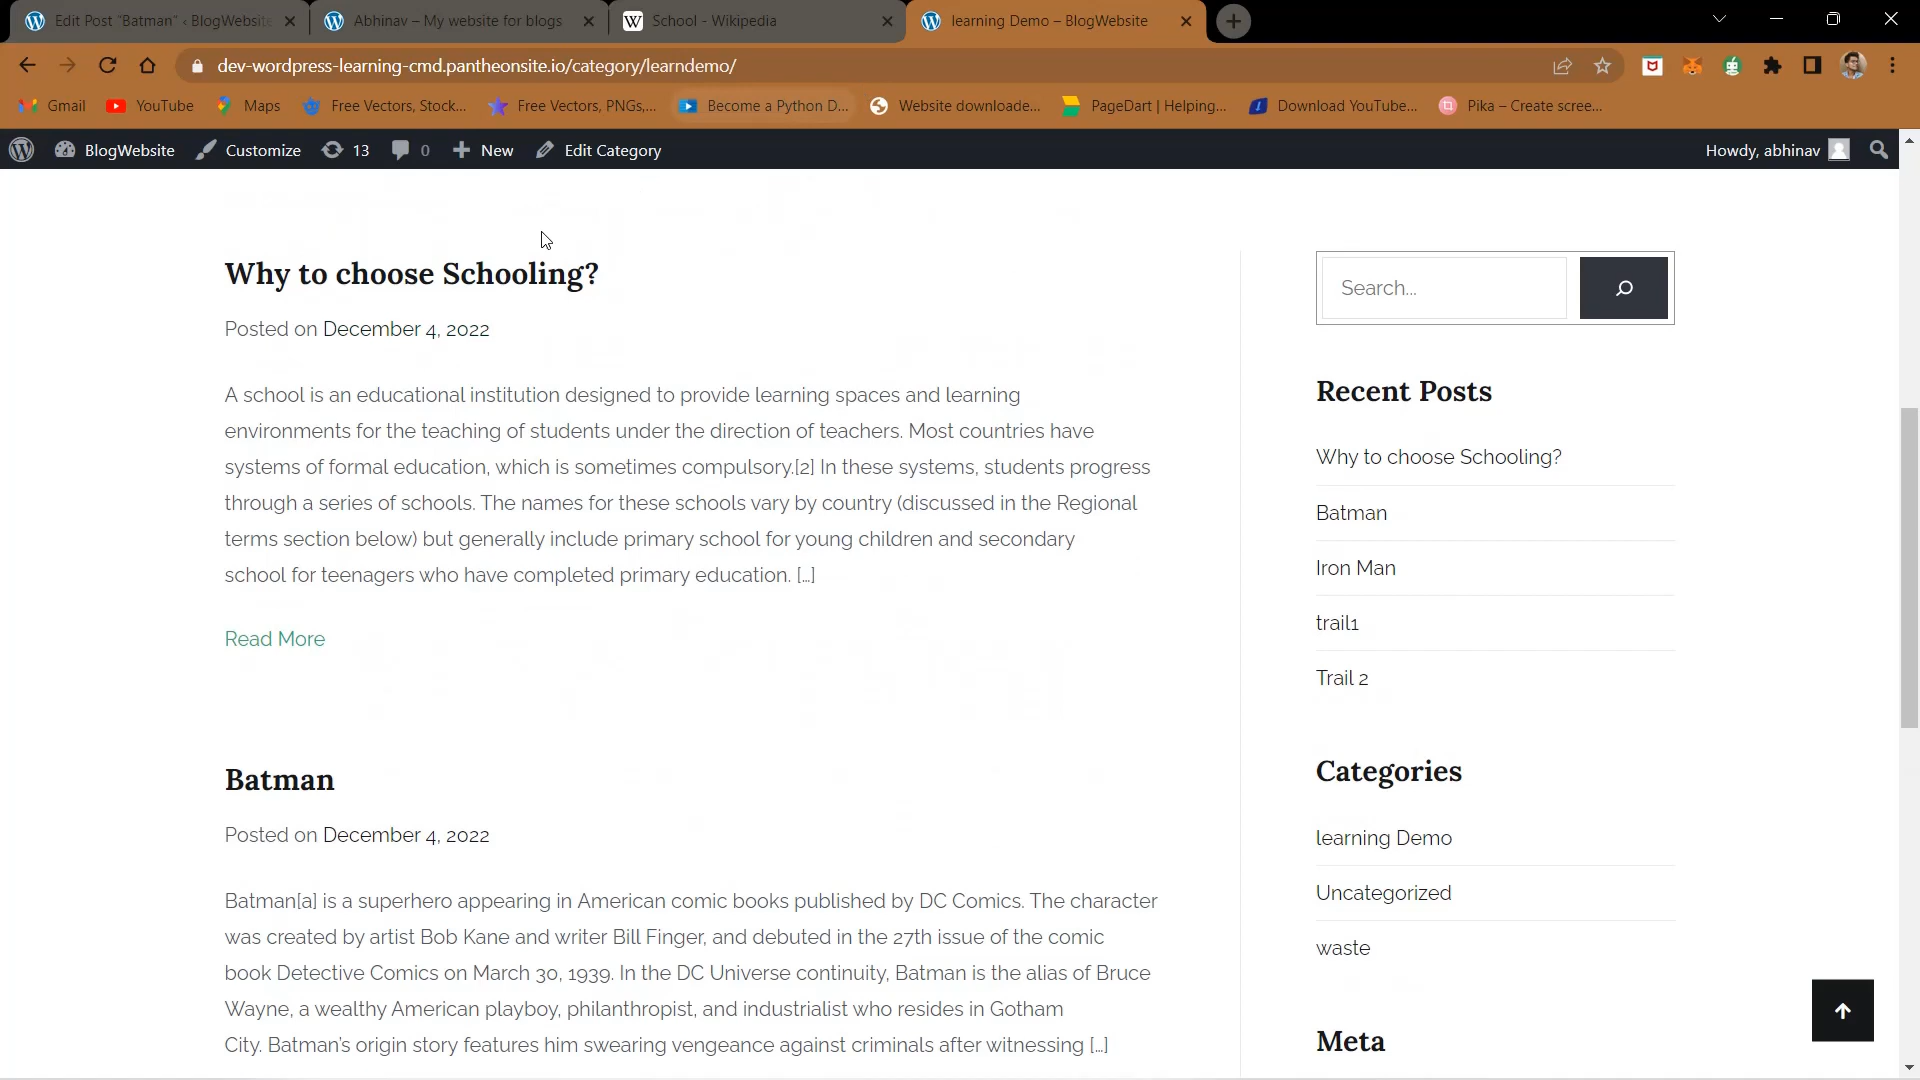 Edit Post "Batman" ‹ BlogWebsite
Abhinav – My website for blogs
School - Wikipedia
learning Demo – BlogWebsite
dev-wordpress-learning-cmd.pantheonsite.io/category/learndemo/
Gmail
YouTube
Maps
Free Vectors, Stock...
Free Vectors, PNGs,...
Become a Python D...
Website downloade...
PageDart | Helping...
Download YouTube...
Pika – Create scree...
BlogWebsite
Customize
13
0
New
Edit Category
Howdy, abhinav
Why to choose Schooling?
Posted on December 4, 2022
A school is an educational institution designed to provide learning spaces and learning
environments for the teaching of students under the direction of teachers. Most countries have
systems of formal education, which is sometimes compulsory.[2] In these systems, students progress
through a series of schools. The names for these schools vary by country (discussed in the Regional
terms section below) but generally include primary school for young children and secondary
school for teenagers who have completed primary education. […]
Read More
Batman
Posted on December 4, 2022
Batman[a] is a superhero appearing in American comic books published by DC Comics. The character
was created by artist Bob Kane and writer Bill Finger, and debuted in the 27th issue of the comic
book Detective Comics on March 30, 1939. In the DC Universe continuity, Batman is the alias of Bruce
Wayne, a wealthy American playboy, philanthropist, and industrialist who resides in Gotham
City. Batman's origin story features him swearing vengeance against criminals after witnessing […]
Search...
Recent Posts
Why to choose Schooling?
Batman
Iron Man
trail1
Trail 2
Categories
learning Demo
Uncategorized
waste
Meta